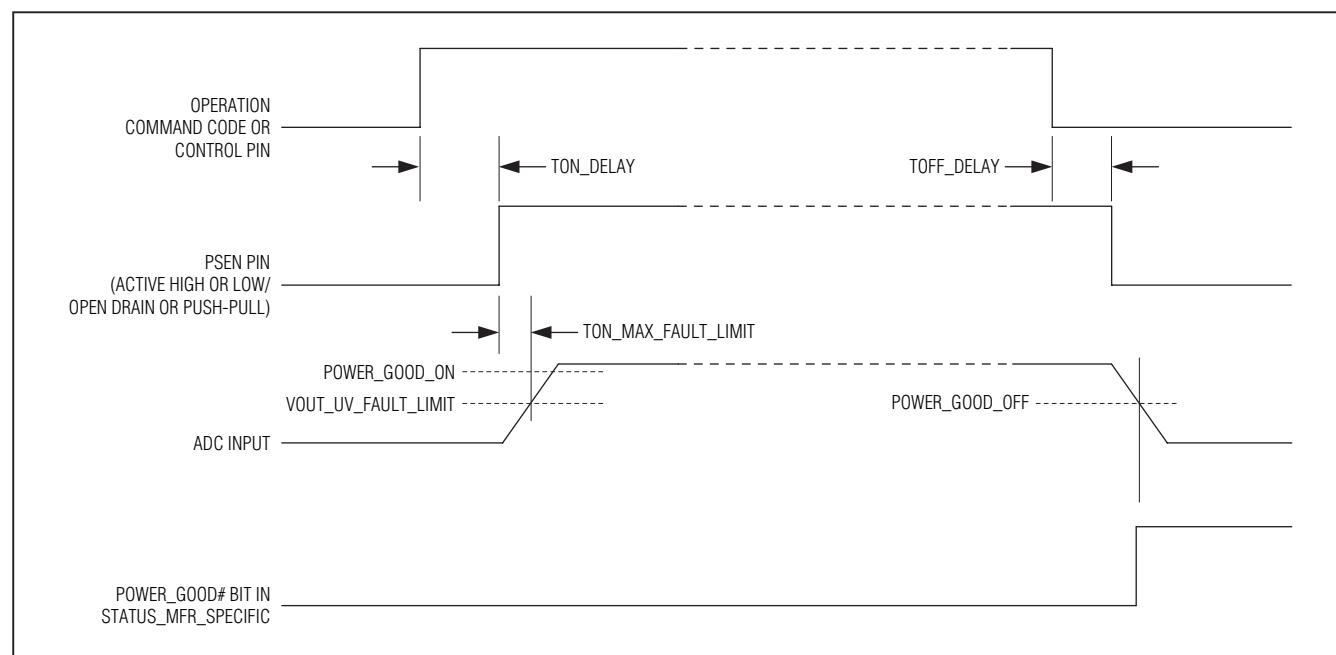 OPERATION
COMMAND CODE OR
CONTROL PIN
TON_DELAY
TOFF_DELAY
PSEN PIN
(ACTIVE HIGH OR LOW/
OPEN DRAIN OR PUSH-PULL)
TON_MAX_FAULT_LIMIT
POWER_GOOD_ON
VOUT_UV_FAULT_LIMIT
POWER_GOOD_OFF
ADC INPUT
POWER_GOOD# BIT IN
STATUS_MFR_SPECIFIC